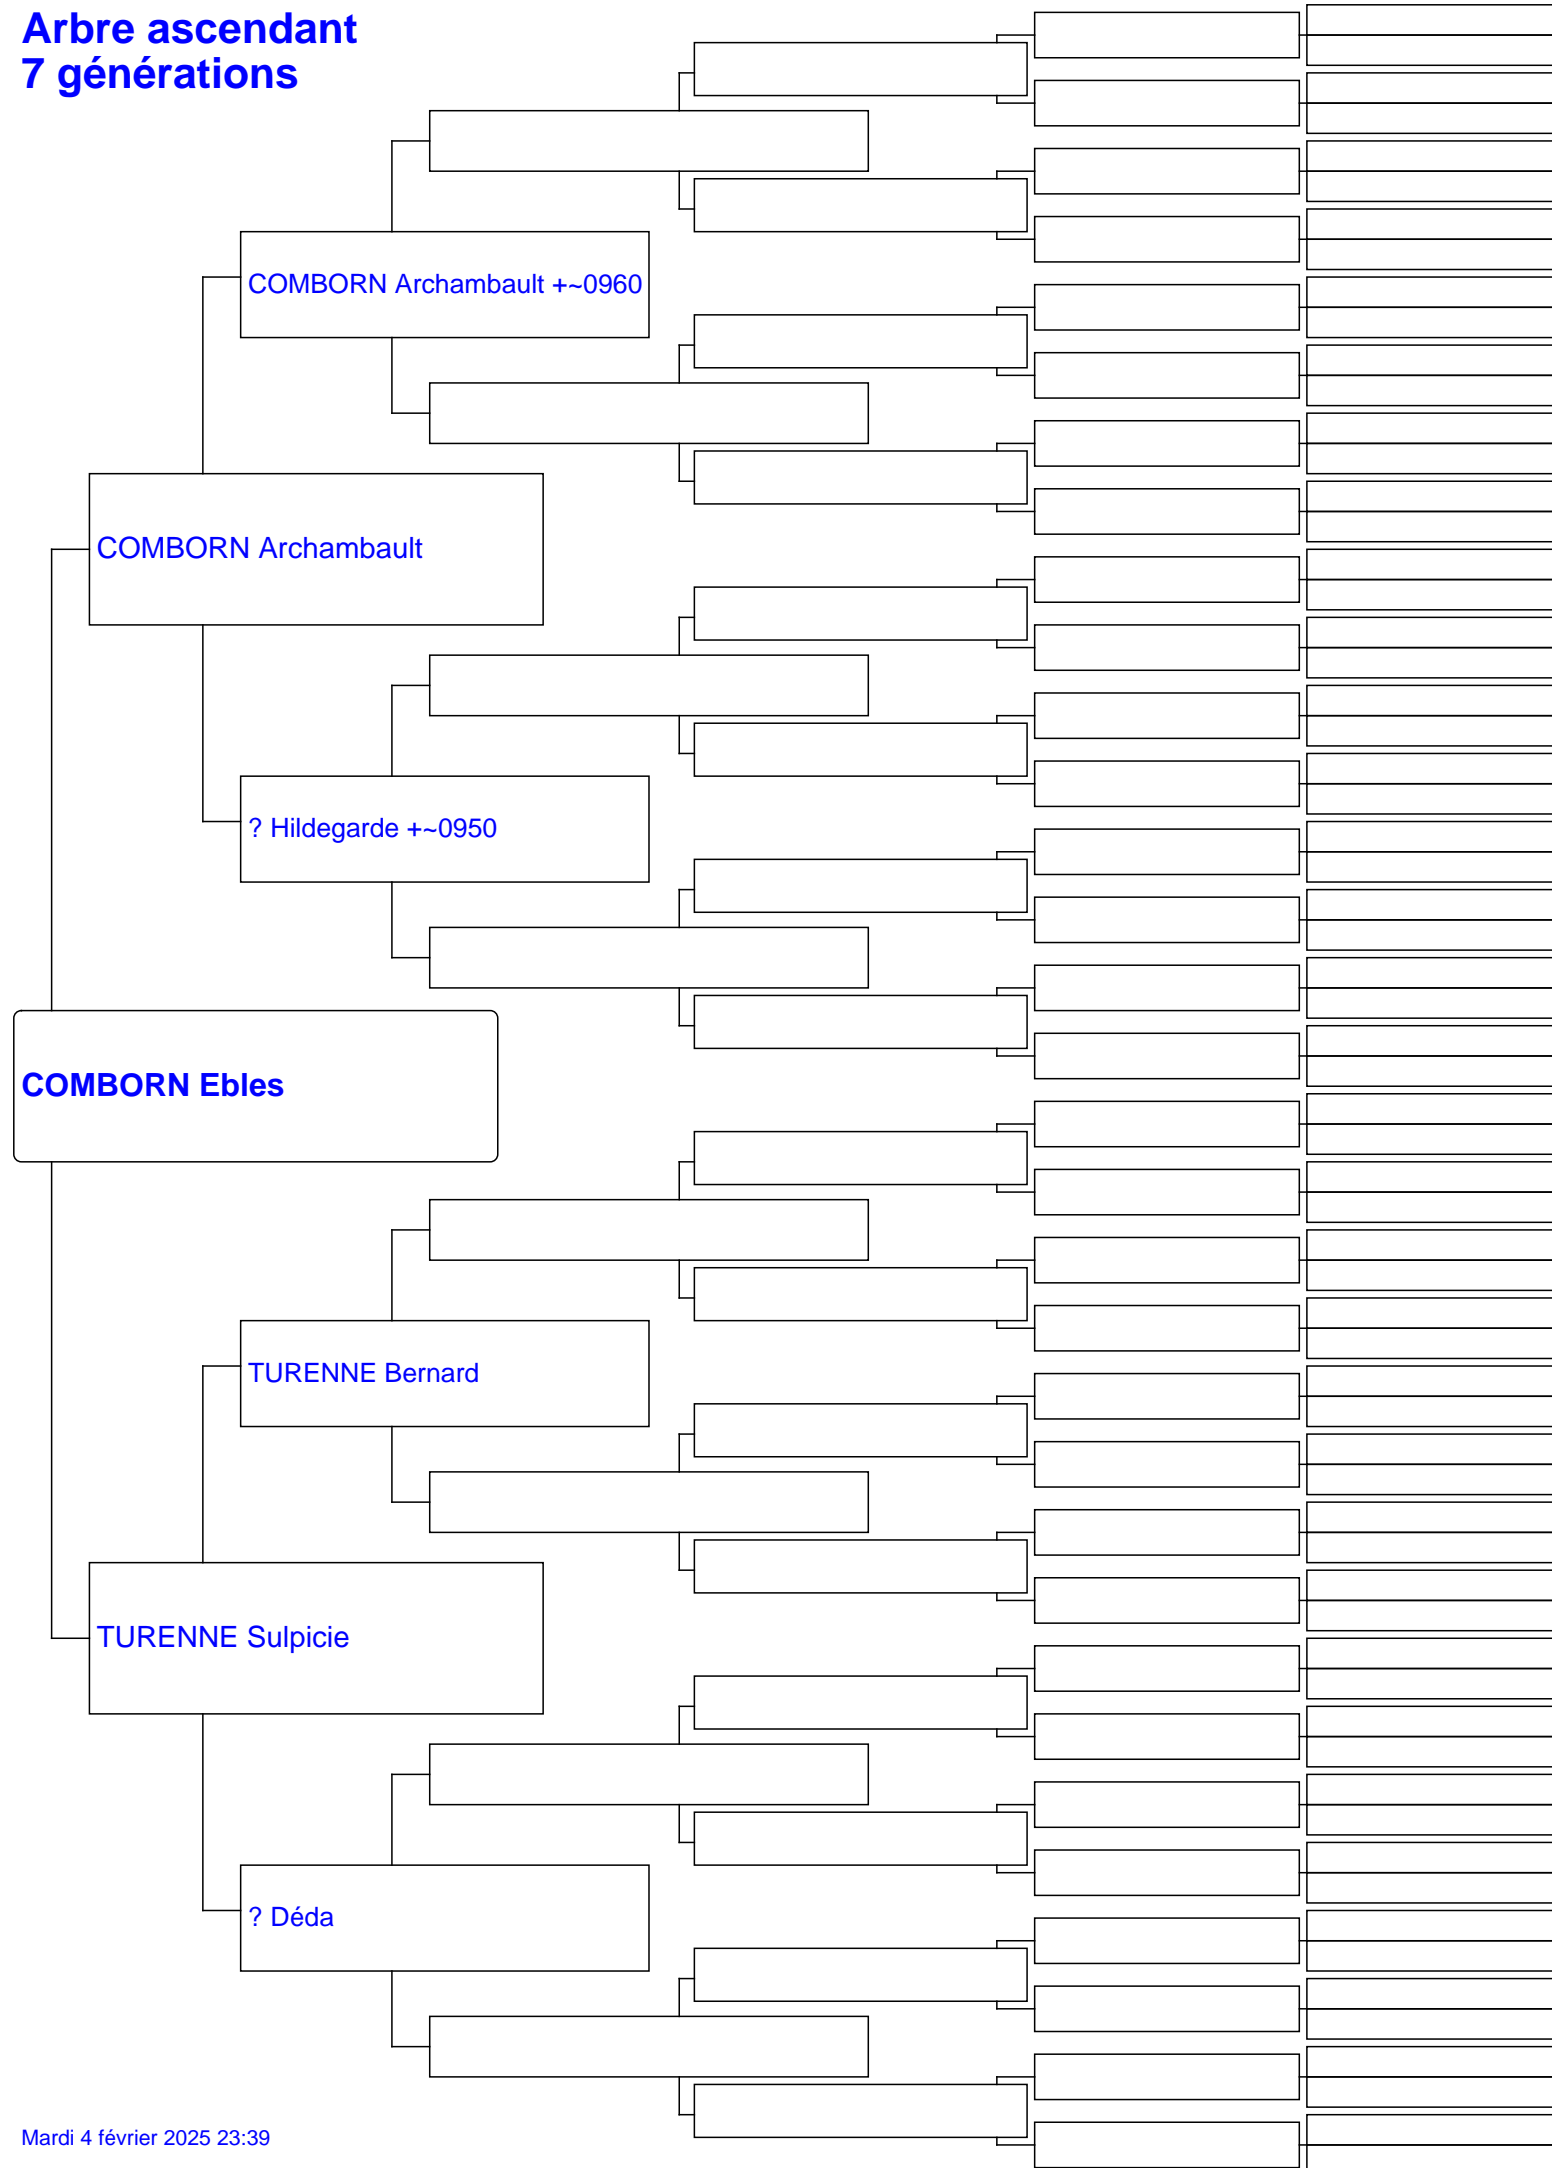 Arbre ascendant
7 générations
COMBORN Archambault +~0960
COMBORN Archambault
? Hildegarde +~0950
COMBORN Ebles
TURENNE Bernard
TURENNE Sulpicie
? Déda
Mardi 4 février 2025 23:39